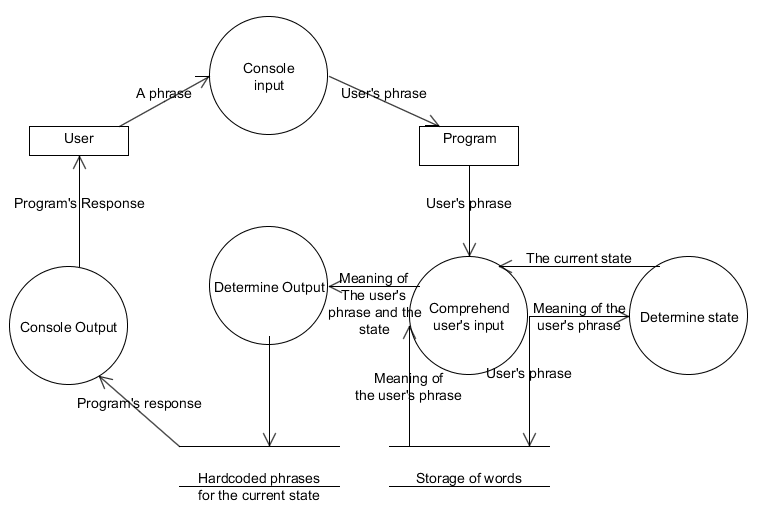 Console
input
A phrase
User's phrase
User
Program
Program's Response
User's phrase
The current state
Determine Output
Meaning of
The user's
phrase and the
state
Comprehend
user's input
Meaning of the
user's phrase
Determine state
Console Output
Meaning of
the user's phrase
User's phrase
Program's response
Hardcoded phrases
for the current state
Storage of words